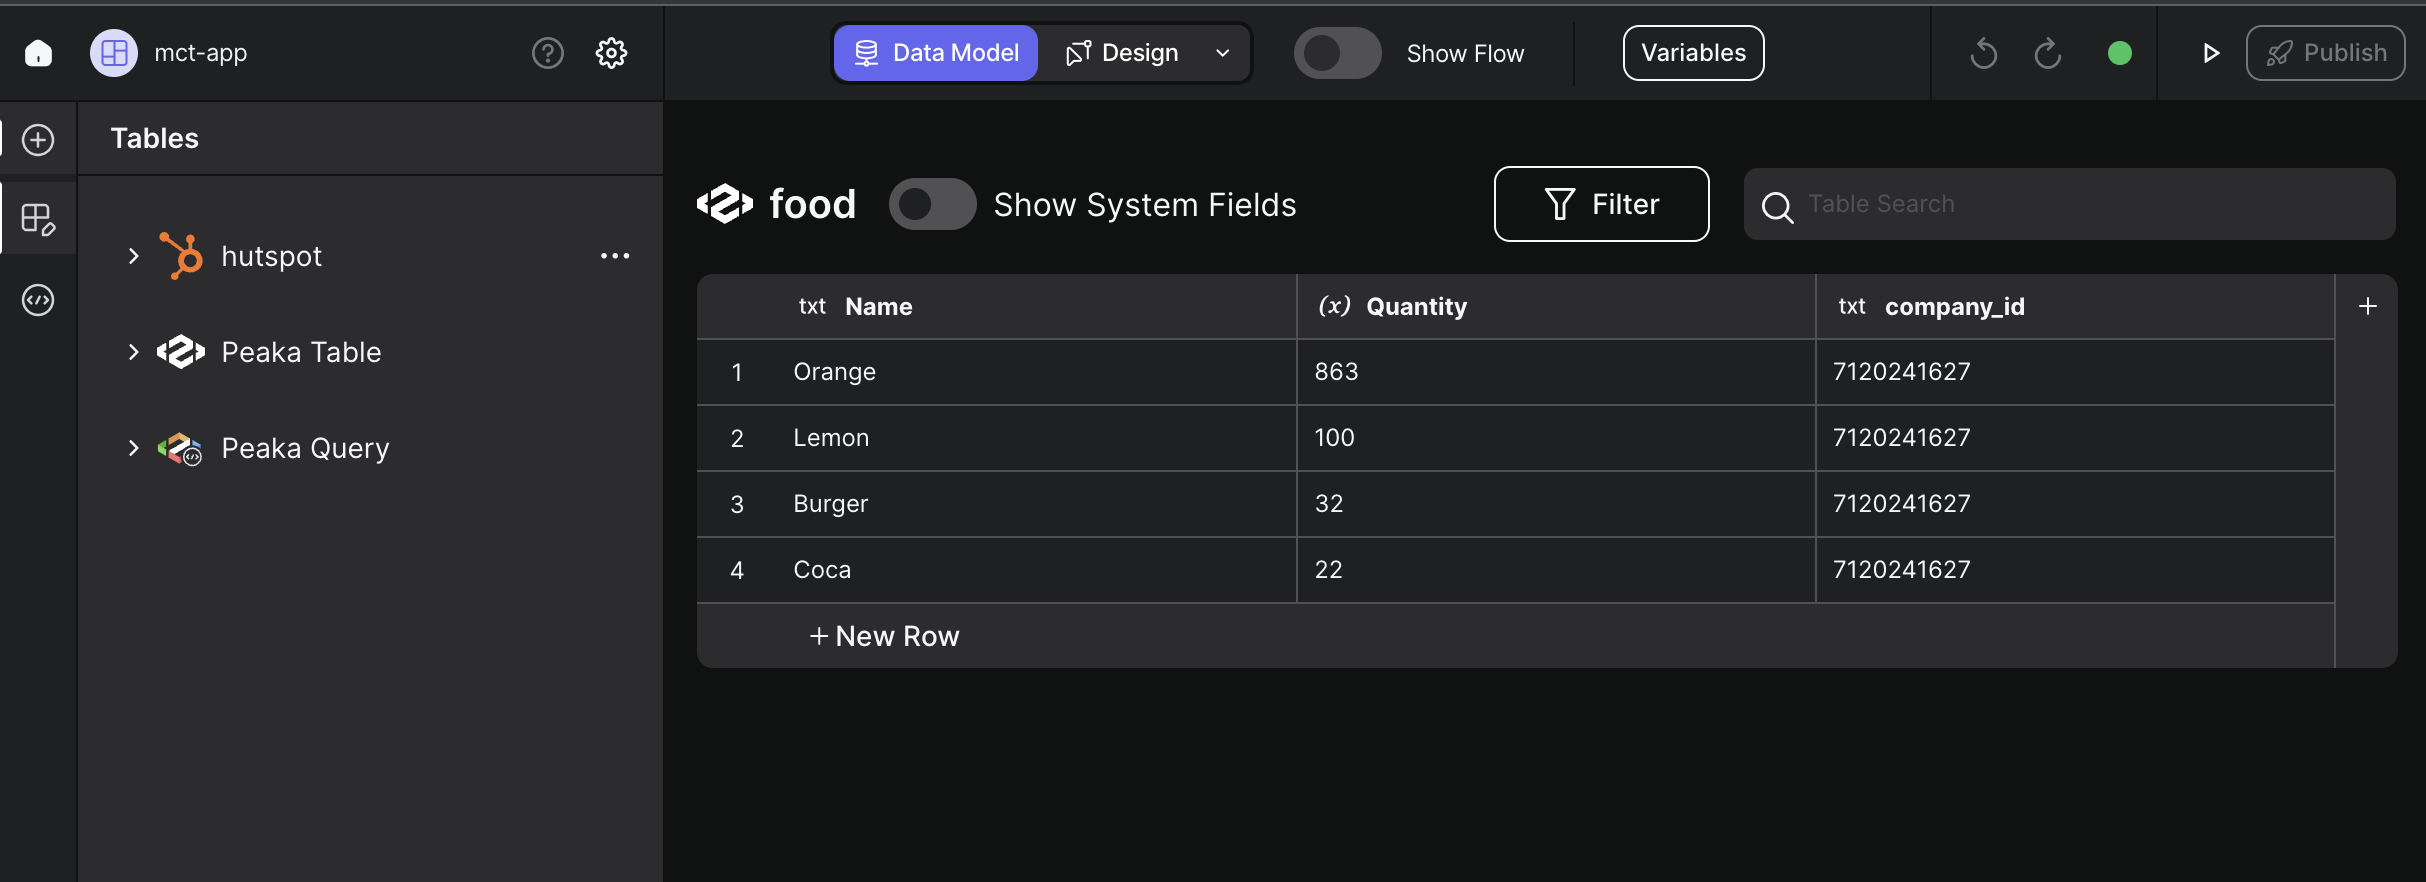 mct-app
Data Model
Design
Show Flow
Variables
Publish
Tables
hutspot
Peaka Table
Peaka Query
food
Show System Fields
Filter
Table Search
txt Name (x) Quantity txt company_id +
1 Orange 863 7120241627
2 Lemon 100 7120241627
3 Burger 32 7120241627
4 Coca 22 7120241627
+ New Row